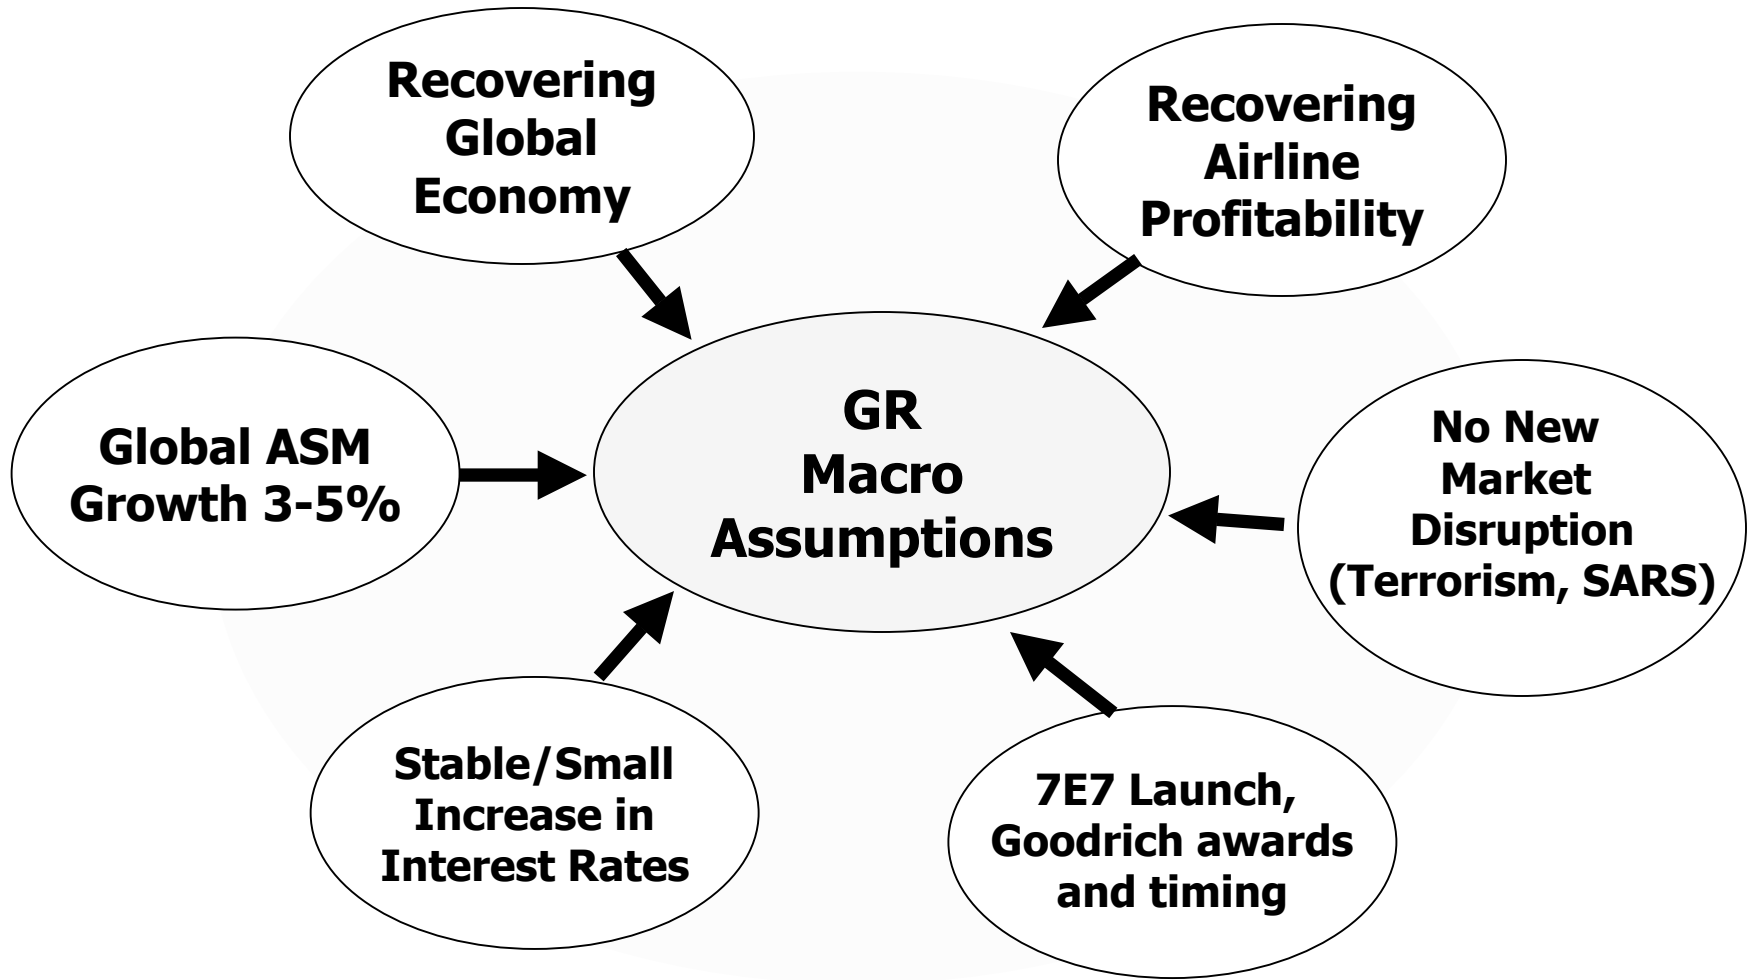 Recovering
Global
Economy
Recovering
Airline
Profitability
Global ASM
Growth 3-5%
GR
Macro
Assumptions
No New
Market
Disruption
(Terrorism, SARS)
Stable/Small
Increase in
Interest Rates
7E7 Launch,
Goodrich awards
and timing